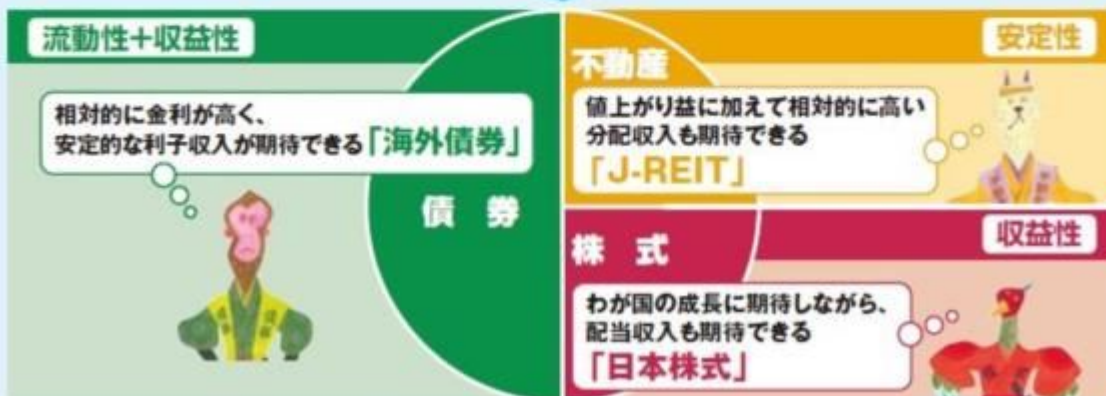 流動性+収益性
相対的に金利が高く、
安定的な利子収入が期待できる「海外債券」
債 券
不動産
安定性
値上がり益に加えて相対的に高い
分配収入も期待できる
「J-REIT」
株 式
収益性
わが国の成長に期待しながら、
配当収入も期待できる
「日本株式」